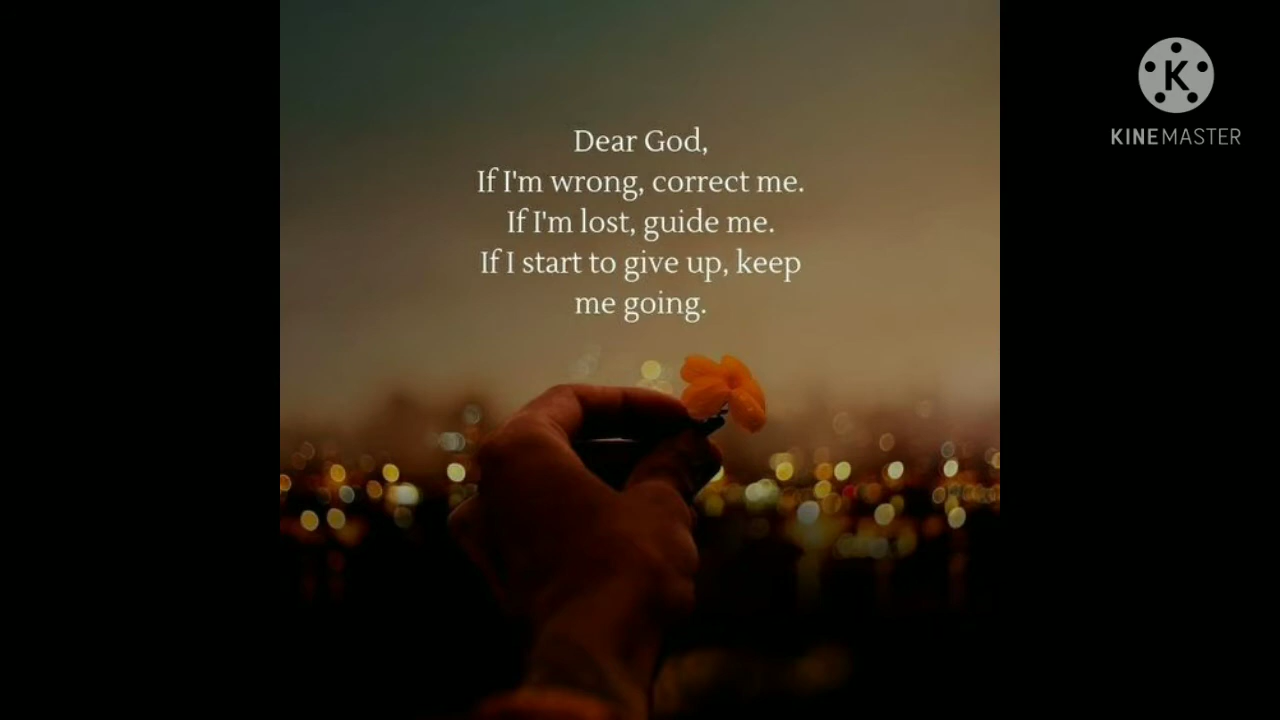 Dear God,
If I'm wrong, correct me.
If I'm lost, guide me.
If I start to give up, keep
me going.
K
KINEMASTER